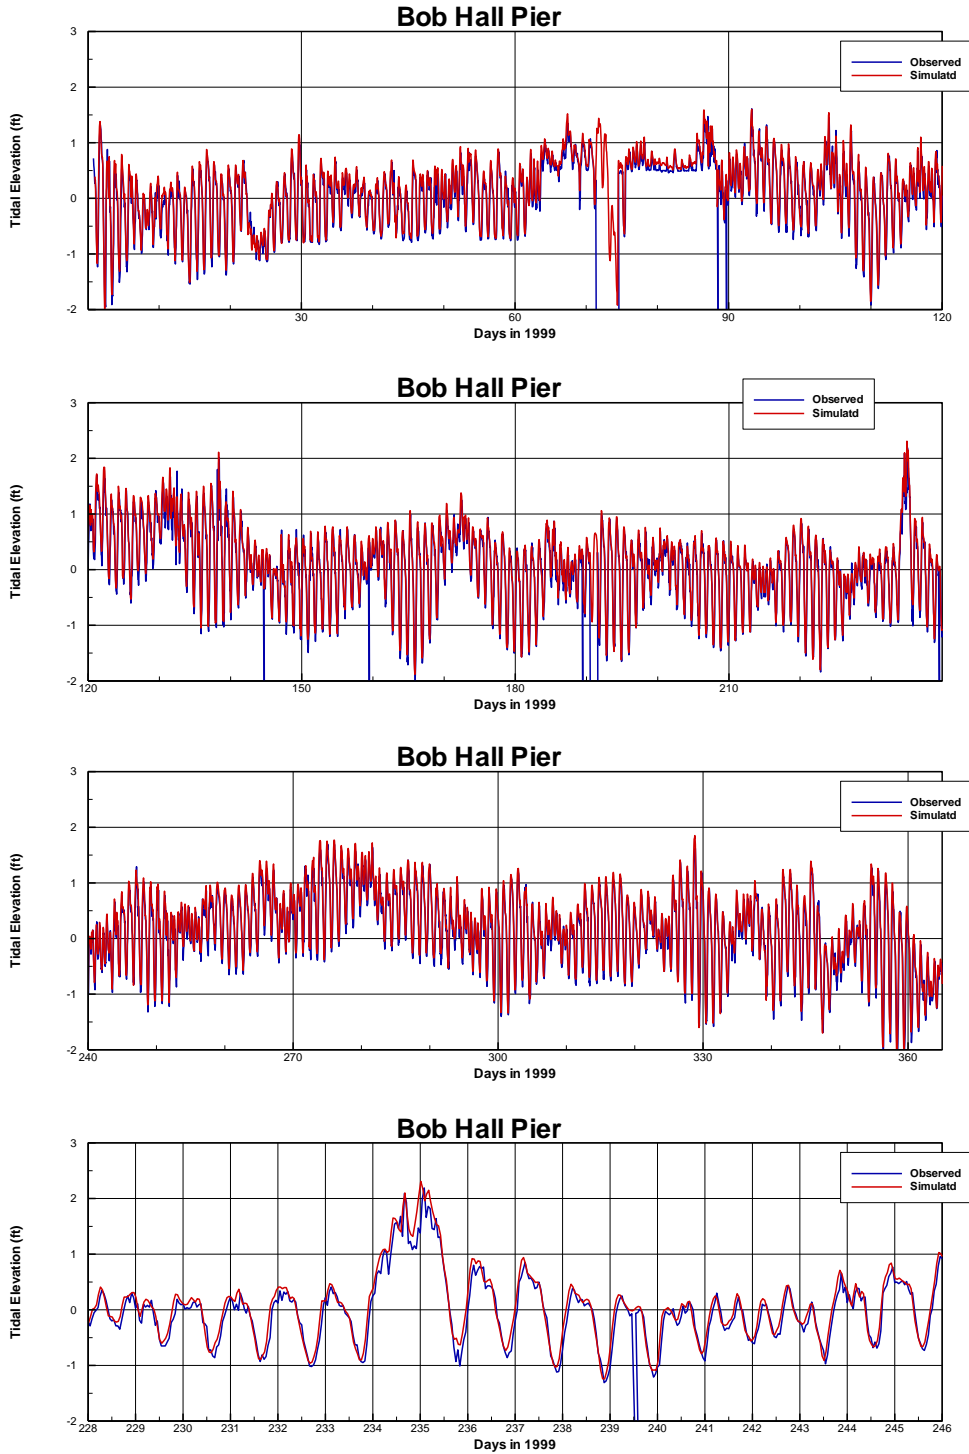 Bob Hall Pier
3
2
1
0
-1
-2
Tidal Elevation (ft)
Observed
Simulatd
30
60
90
120
Days in 1999
Bob Hall Pier
3
2
1
0
-1
-2
Tidal Elevation (ft)
Observed
Simulatd
120
150
180
210
Days in 1999
Bob Hall Pier
3
2
1
0
-1
-2
Tidal Elevation (ft)
Observed
Simulatd
240
270
300
330
360
Days in 1999
Bob Hall Pier
3
2
1
0
-1
-2
Tidal Elevation (ft)
Observed
Simulatd
228 229 230 231 232 233 234 235 236 237 238 239 240 241 242 243 244 245 246
Days in 1999